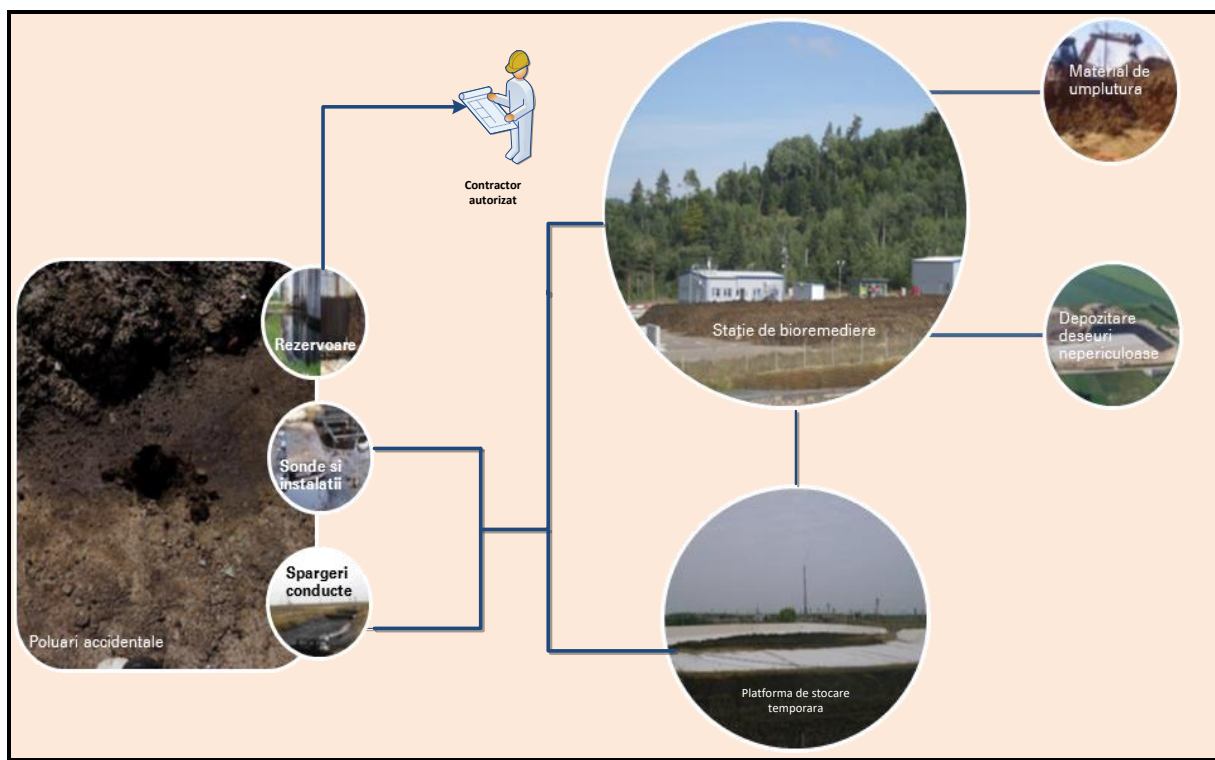 Contractor
autorizat
Material de
umplutura
Rezervoare
Stație de bioremediere
Depozitare
deseuri
nepericuloase
Sonde si
instalatii
Spargeri
conducte
Poluari accidentale
Platforma de stocare
temporara